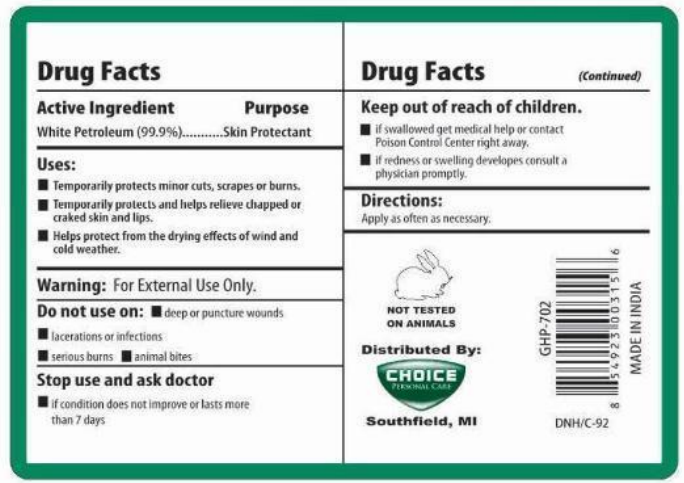 Drug Facts
Active Ingredient Purpose
White Petroleum (99.9%)...........Skin Protectant
Uses:
■ Temporarily protects minor cuts, scrapes or burns.
■ Temporarily protects and helps relieve chapped or
craked skin and lips.
■ Helps protect from the drying effects of wind and
cold weather.
Warning: For External Use Only.
Do not use on: ■ deep or puncture wounds
■ lacerations or infections
■ serious burns ■ animal bites
Stop use and ask doctor
■ if condition does not improve or lasts more
than 7 days
Drug Facts (Continued)
Keep out of reach of children.
■ if swallowed get medical help or contact
Poison Control Center right away.
■ if redness or swelling developes consult a
physician promptly.
Directions:
Apply as often as necessary.
NOT TESTED
ON ANIMALS
Distributed By:
CHOICE
PERSONAL CARE
Southfield, MI
GHP-702
8 54923 00315 6
MADE IN INDIA
DNH/C-92